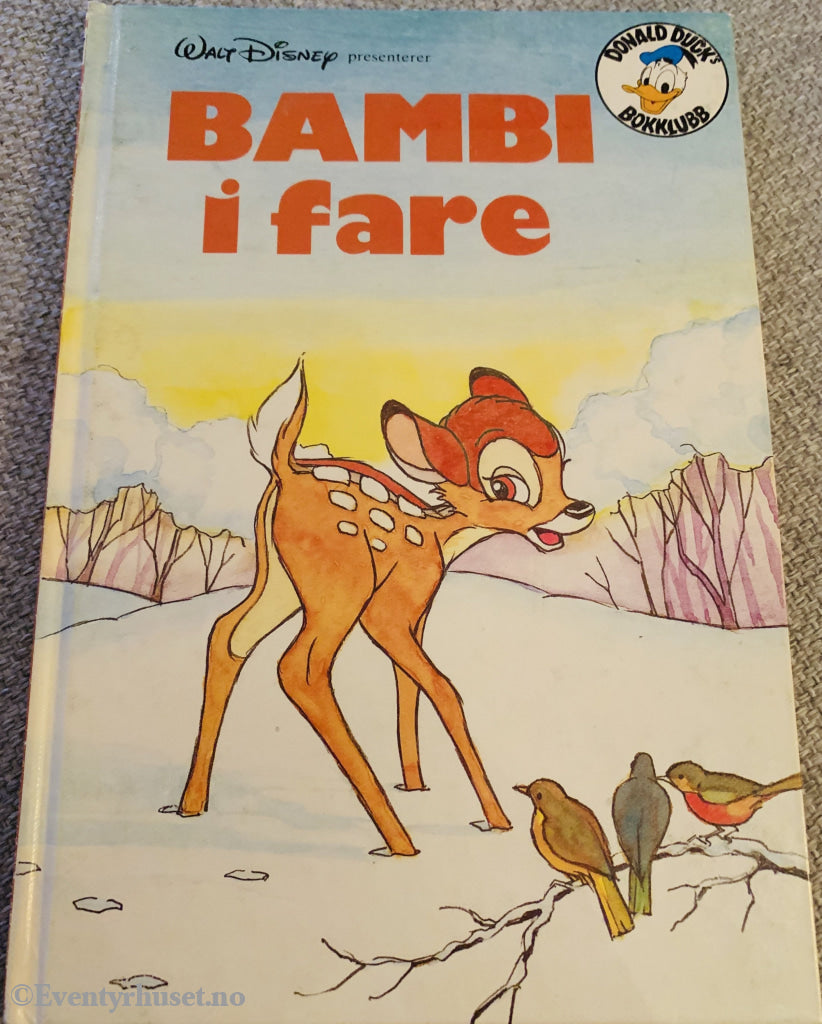 WALT DISNEY presenterer
DONALD DUCK's
BOKKLUBB
BAMBI
i fare
©Eventyrhuset.no